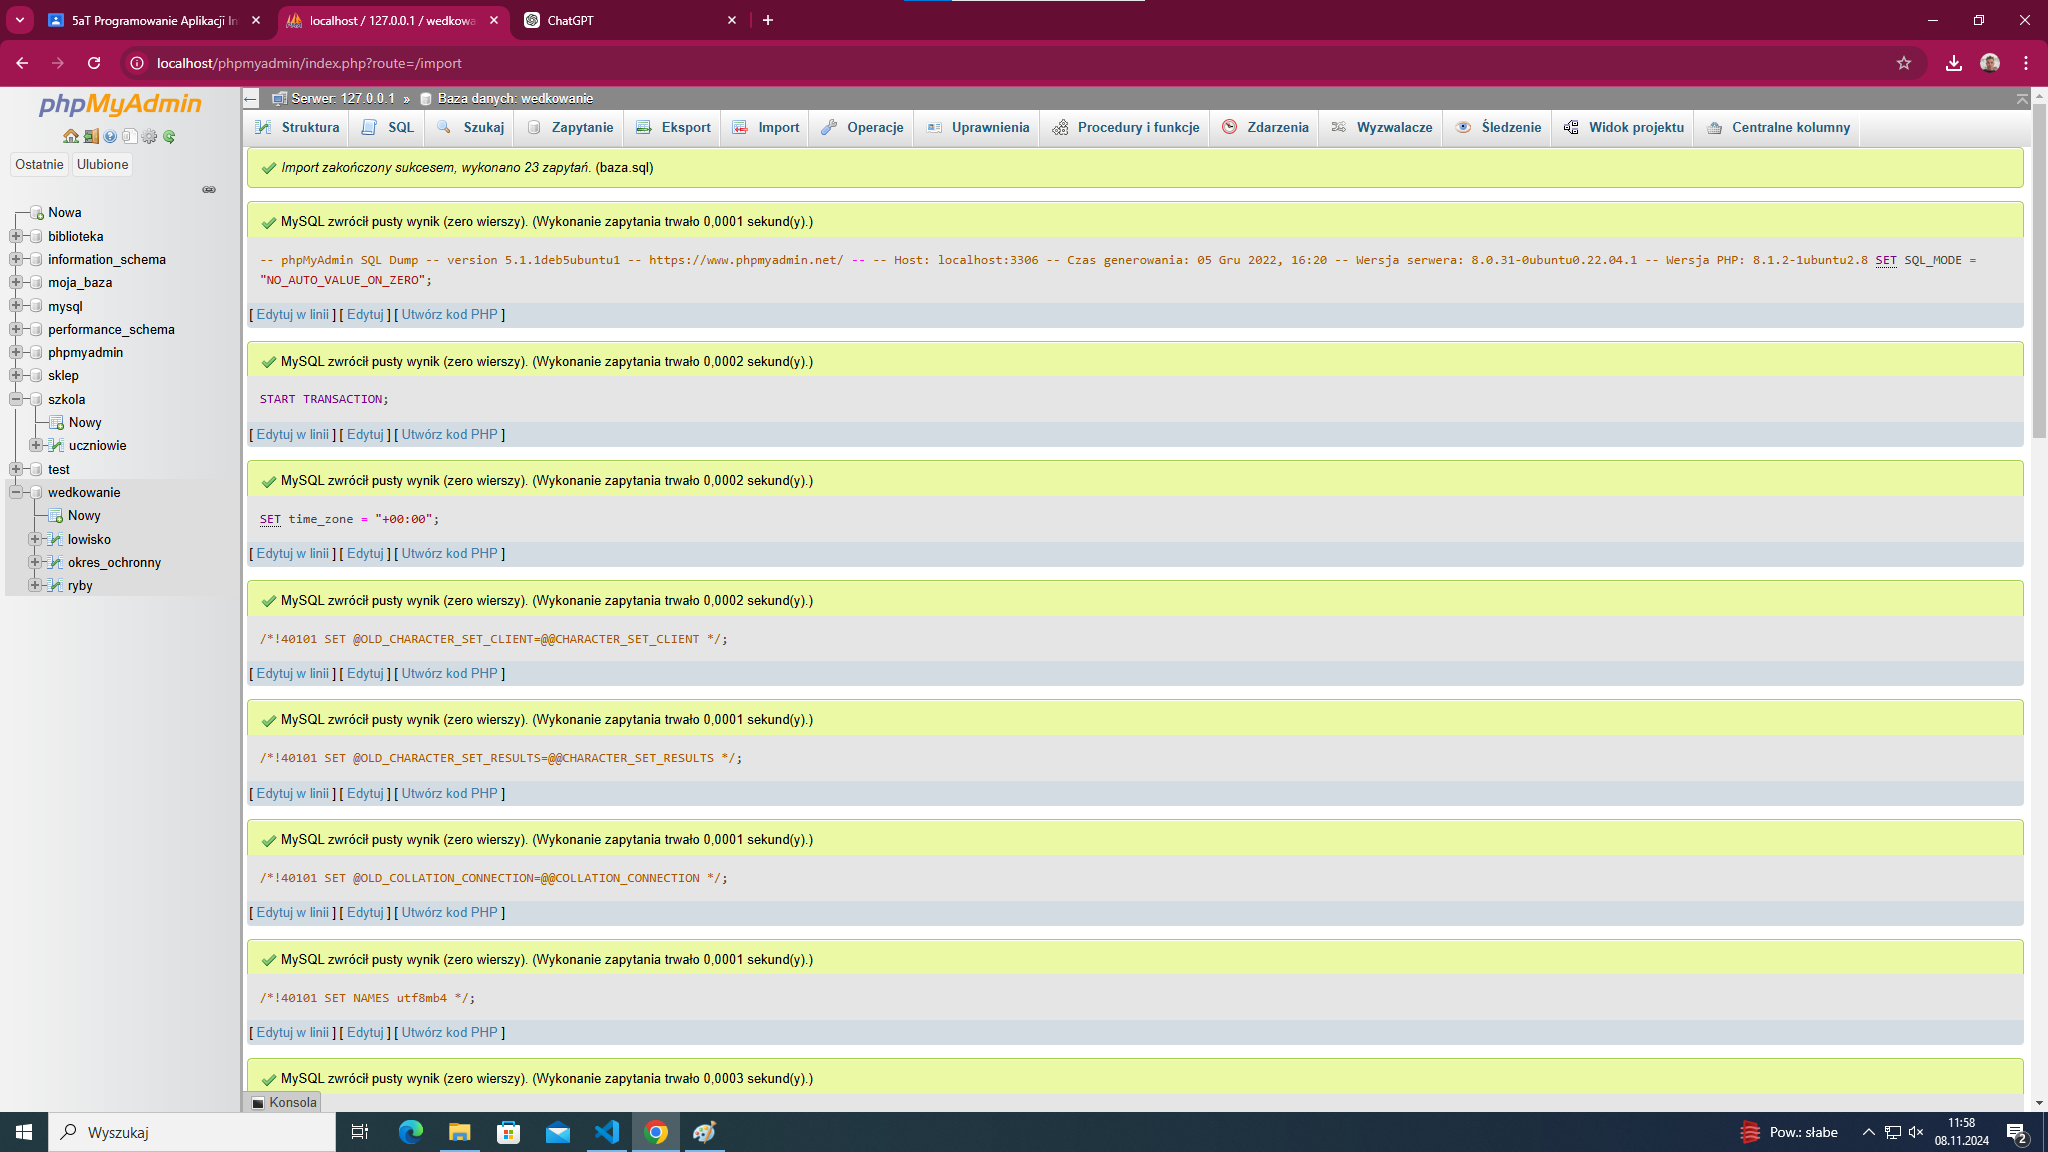 5aT Programowanie Aplikacji In
localhost / 127.0.0.1 / wedkowa
ChatGPT
localhost/phpmyadmin/index.php?route=/import
phpMyAdmin
Ostatnie Ulubione
Nowa
biblioteka
information_schema
moja_baza
mysql
performance_schema
phpmyadmin
sklep
szkola
Nowy
uczniowie
test
wedkowanie
Nowy
lowisko
okres_ochronny
ryby
Serwer: 127.0.0.1 » Baza danych: wedkowanie
Struktura SQL Szukaj Zapytanie Eksport Import Operacje Uprawnienia Procedury i funkcje Zdarzenia Wyzwalacze Śledzenie Widok projektu Centralne kolumny
Import zakończony sukcesem, wykonano 23 zapytań. (baza.sql)
MySQL zwrócił pusty wynik (zero wierszy). (Wykonanie zapytania trwało 0,0001 sekund(y).)
-- phpMyAdmin SQL Dump -- version 5.1.1deb5ubuntu1 -- https://www.phpmyadmin.net/ -- -- Host: localhost:3306 -- Czas generowania: 05 Gru 2022, 16:20 -- Wersja serwera: 8.0.31-0ubuntu0.22.04.1 -- Wersja PHP: 8.1.2-1ubuntu2.8 SET SQL_MODE =
"NO_AUTO_VALUE_ON_ZERO";
[ Edytuj w linii ] [ Edytuj ] [ Utwórz kod PHP ]
MySQL zwrócił pusty wynik (zero wierszy). (Wykonanie zapytania trwało 0,0002 sekund(y).)
START TRANSACTION;
[ Edytuj w linii ] [ Edytuj ] [ Utwórz kod PHP ]
MySQL zwrócił pusty wynik (zero wierszy). (Wykonanie zapytania trwało 0,0002 sekund(y).)
SET time_zone = "+00:00";
[ Edytuj w linii ] [ Edytuj ] [ Utwórz kod PHP ]
MySQL zwrócił pusty wynik (zero wierszy). (Wykonanie zapytania trwało 0,0002 sekund(y).)
/*!40101 SET @OLD_CHARACTER_SET_CLIENT=@@CHARACTER_SET_CLIENT */;
[ Edytuj w linii ] [ Edytuj ] [ Utwórz kod PHP ]
MySQL zwrócił pusty wynik (zero wierszy). (Wykonanie zapytania trwało 0,0001 sekund(y).)
/*!40101 SET @OLD_CHARACTER_SET_RESULTS=@@CHARACTER_SET_RESULTS */;
[ Edytuj w linii ] [ Edytuj ] [ Utwórz kod PHP ]
MySQL zwrócił pusty wynik (zero wierszy). (Wykonanie zapytania trwało 0,0001 sekund(y).)
/*!40101 SET @OLD_COLLATION_CONNECTION=@@COLLATION_CONNECTION */;
[ Edytuj w linii ] [ Edytuj ] [ Utwórz kod PHP ]
MySQL zwrócił pusty wynik (zero wierszy). (Wykonanie zapytania trwało 0,0001 sekund(y).)
/*!40101 SET NAMES utf8mb4 */;
[ Edytuj w linii ] [ Edytuj ] [ Utwórz kod PHP ]
MySQL zwrócił pusty wynik (zero wierszy). (Wykonanie zapytania trwało 0,0003 sekund(y).)
Konsola
Wyszukaj
Pow.: słabe
11:58
08.11.2024
2